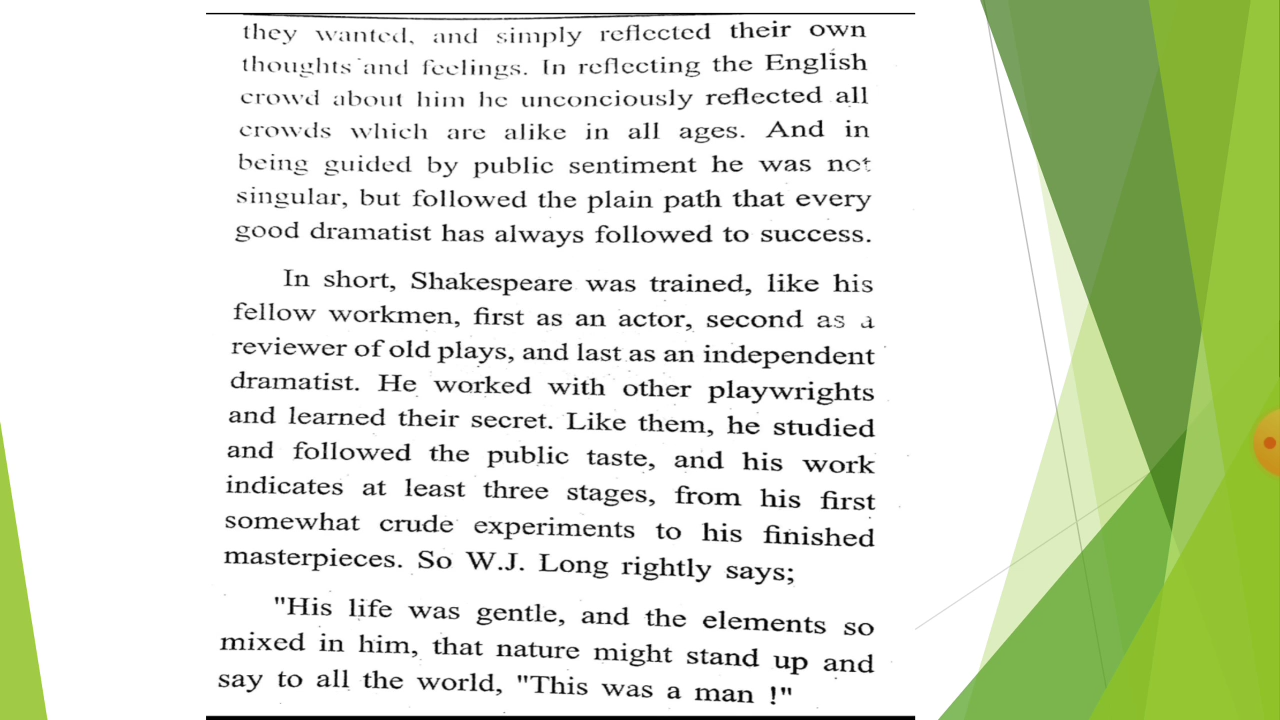 they wanted, and simply reflected their own
thoughts and feelings. In reflecting the English
crowd about him he unconciously reflected all
crowds which are alike in all ages. And in
being guided by public sentiment he was not
singular, but followed the plain path that every
good dramatist has always followed to success.
In short, Shakespeare was trained, like his
fellow workmen, first as an actor, second as a
reviewer of old plays, and last as an independent
dramatist. He worked with other playwrights
and learned their secret. Like them, he studied
and followed the public taste, and his work
indicates at least three stages, from his first
somewhat crude experiments to his finished
masterpieces. So W.J. Long rightly says;
"His life was gentle, and the elements so
mixed in him, that nature might stand up and
say to all the world, "This was a man !"